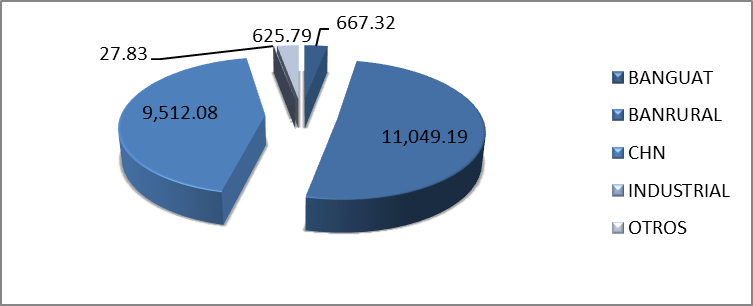 667.32
625.79
27.83
9,512.08
11,049.19
BANGUAT
BANRURAL
CHN
INDUSTRIAL
OTROS